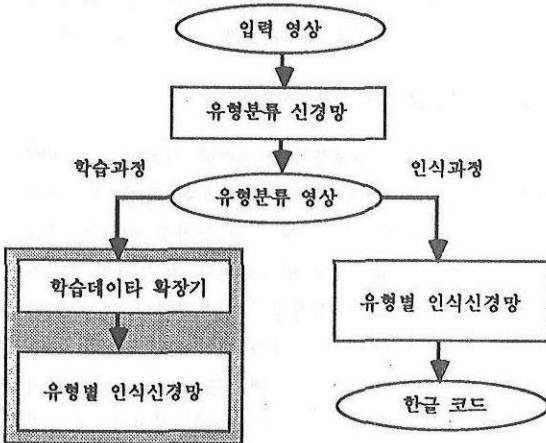 입력 영상
유형분류 신경망
학습과정
인식과정
유형분류 영상
학습데이타 확장기
유형별 인식신경망
유형별 인식신경망
한글 코드